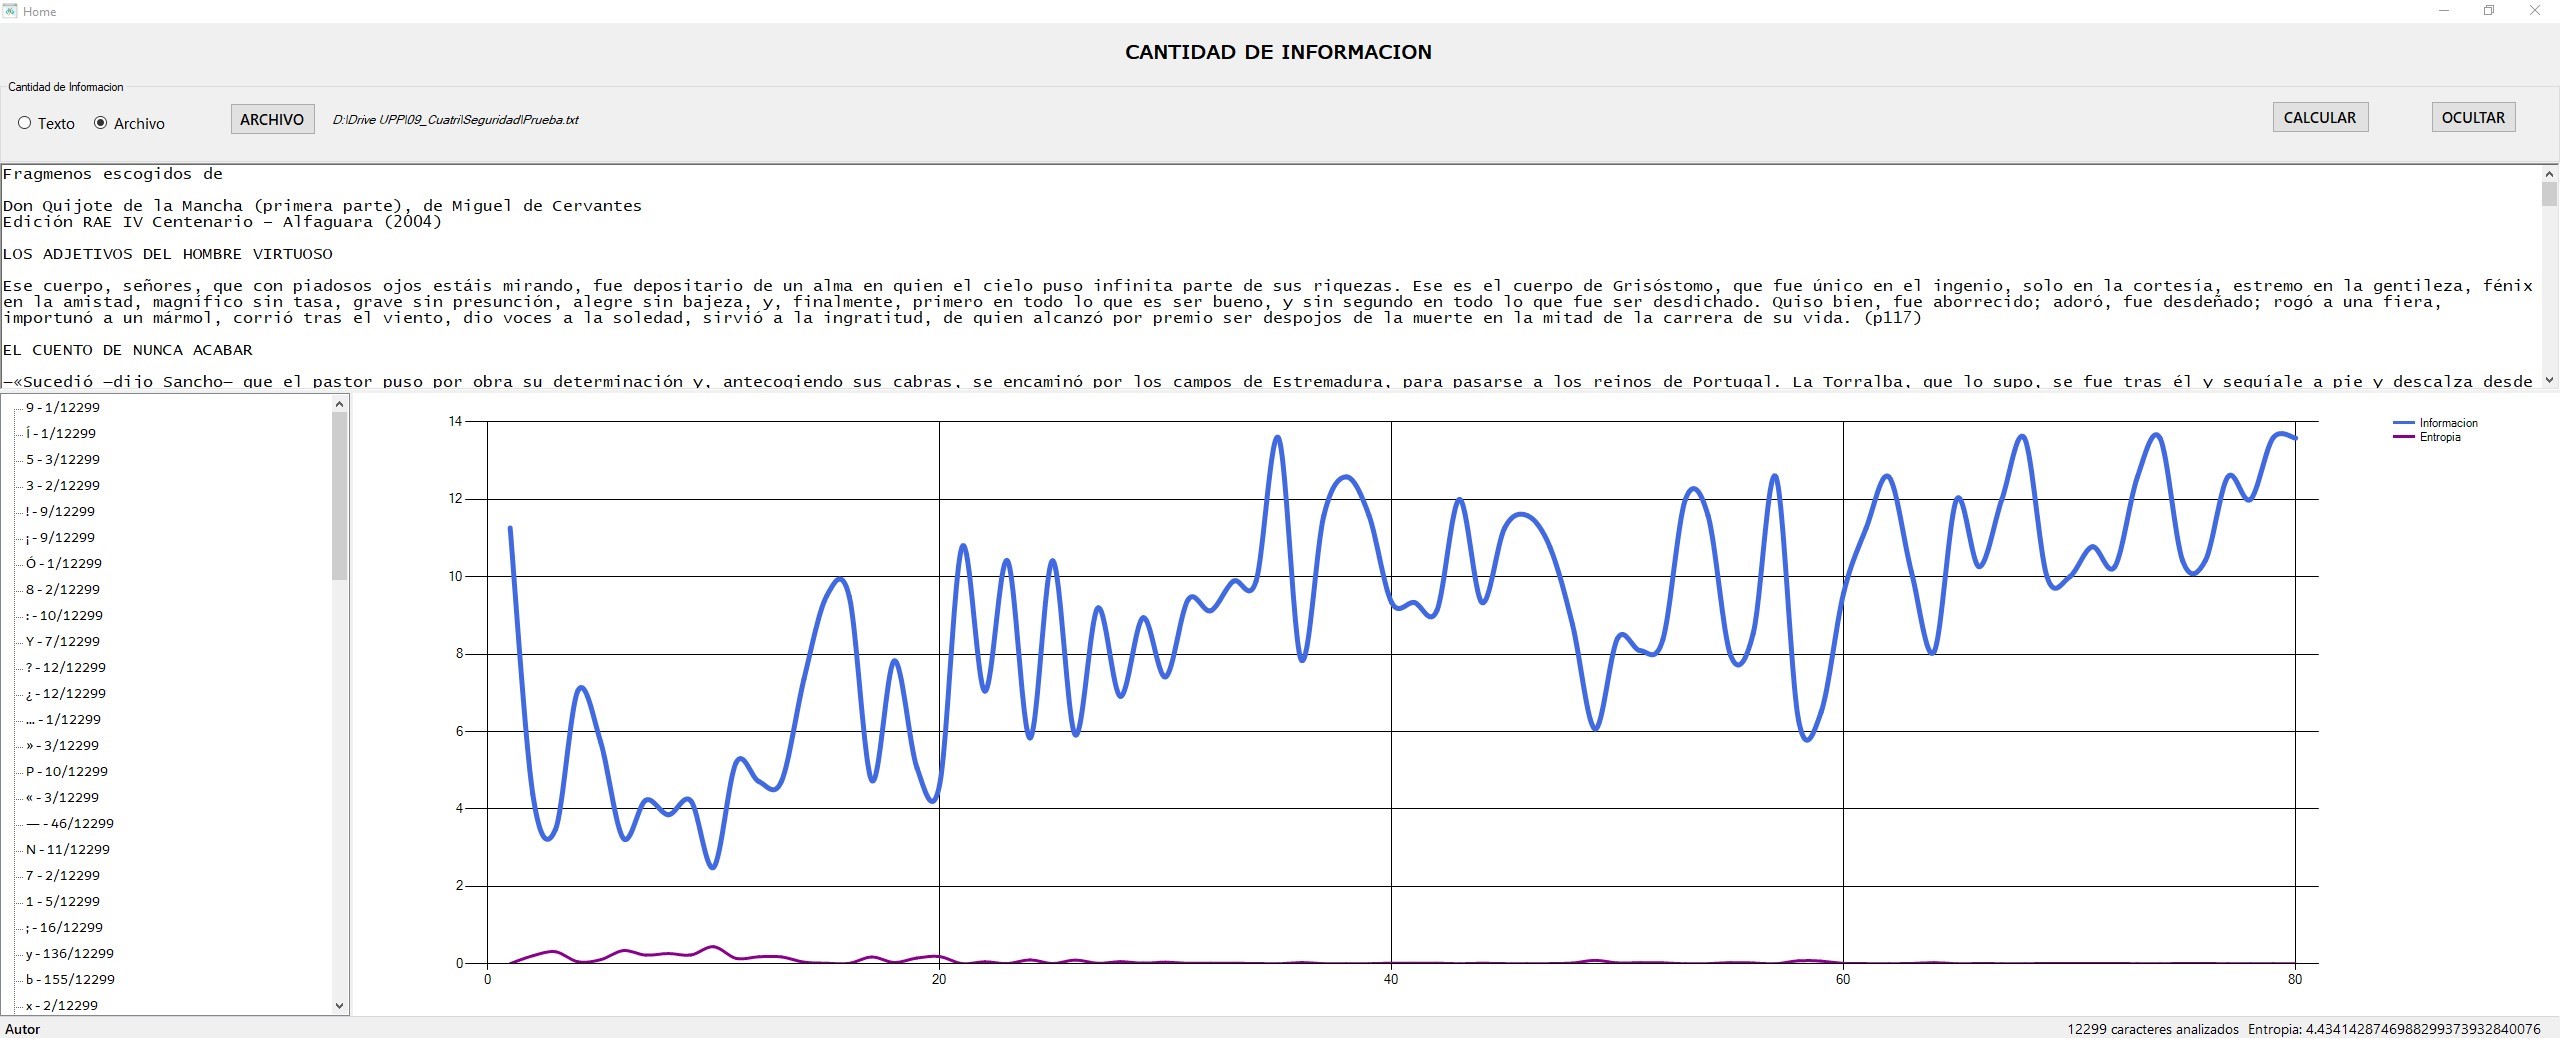 Home
CANTIDAD DE INFORMACION
Cantidad de Informacion
Texto Archivo ARCHIVO D:\Drive UPP\09_Cuatri\Seguridad\Prueba.txt CALCULAR OCULTAR
Fragmenos escogidos de
Don Quijote de la Mancha (primera parte), de Miguel de Cervantes
Edición RAE IV Centenario – Alfaguara (2004)
LOS ADJETIVOS DEL HOMBRE VIRTUOSO
Ese cuerpo, señores, que con piadosos ojos estáis mirando, fue depositario de un alma en quien el cielo puso infinita parte de sus riquezas. Ese es el cuerpo de Grisóstomo, que fue único en el ingenio, solo en la cortesía, estremo en la gentileza, fénix
en la amistad, magnífico sin tasa, grave sin presunción, alegre sin bajeza, y, finalmente, primero en todo lo que es ser bueno, y sin segundo en todo lo que fue ser desdichado. Quiso bien, fue aborrecido; adoró, fue desdeñado; rogó a una fiera,
importunó a un mármol, corrió tras el viento, dio voces a la soledad, sirvió a la ingratitud, de quien alcanzó por premio ser despojos de la muerte en la mitad de la carrera de su vida. (p117)
EL CUENTO DE NUNCA ACABAR
—«Sucedió —dijo Sancho— que el pastor puso por obra su determinación y, antecogiendo sus cabras, se encaminó por los campos de Estremadura, para pasarse a los reinos de Portugal. La Torralba, que lo supo, se fue tras él y seguíale a pie y descalza desde
9 - 1/12299
Í - 1/12299
5 - 3/12299
3 - 2/12299
! - 9/12299
¡ - 9/12299
Ó - 1/12299
8 - 2/12299
: - 10/12299
Y - 7/12299
? - 12/12299
¿ - 12/12299
... - 1/12299
» - 3/12299
P - 10/12299
« - 3/12299
— - 46/12299
N - 11/12299
7 - 2/12299
1 - 5/12299
; - 16/12299
y - 136/12299
b - 155/12299
x - 2/12299
14
12
10
8
6
4
2
0
0 20 40 60 80
Informacion
Entropia
Autor
12299 caracteres analizados Entropia: 4.4341428746988299373932840076